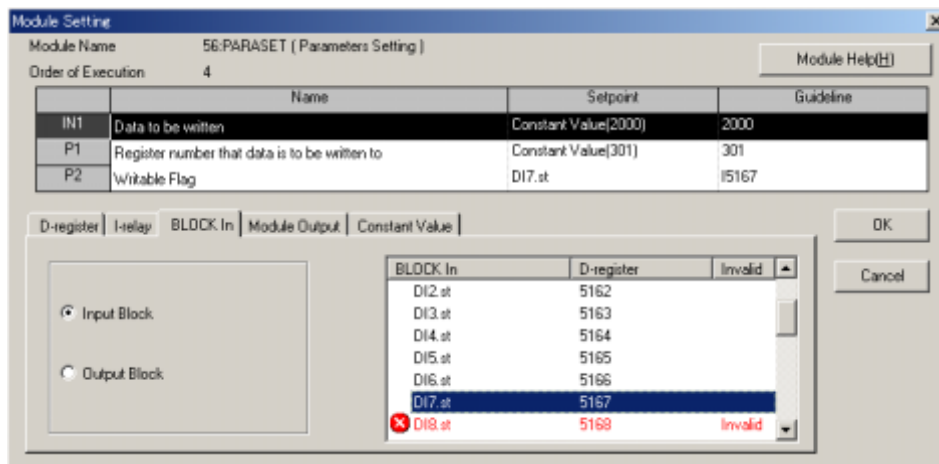 Module Setting
Module Name 56:PARASET ( Parameters Setting )
Module Help(H)
Order of Execution 4
Name Setpoint Guideline
IN1 Data to be written Constant Value(2000) 2000
P1 Register number that data is to be written to Constant Value(301) 301
P2 Writable Flag DI7.st I5167
D-register I-relay BLOCK In Module Output Constant Value
OK
Cancel
Input Block
Output Block
BLOCK In D-register Invalid
DI2.st 5162
DI3.st 5163
DI4.st 5164
DI5.st 5165
DI6.st 5166
DI7.st 5167
DI8.st 5168 Invalid